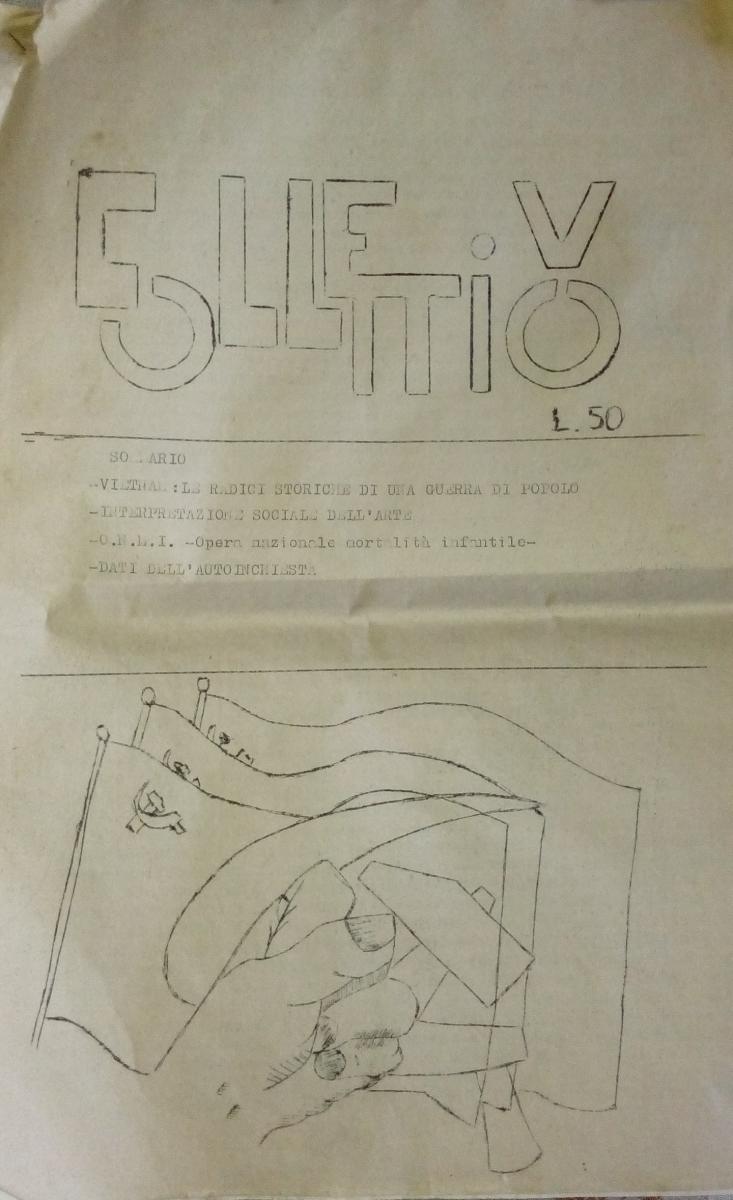 COLLETTiVO
L.50
SOMMARIO
-VIETNAM :LE RADICI STORICHE DI UNA GUERRA DI POPOLO
-INTERPRETAZIONE SOCIALE DELL'ARTE
-O.N.M.I. -Opera nazionale mortalità infantile-
-DATI DELL'AUTOINCHIESTA